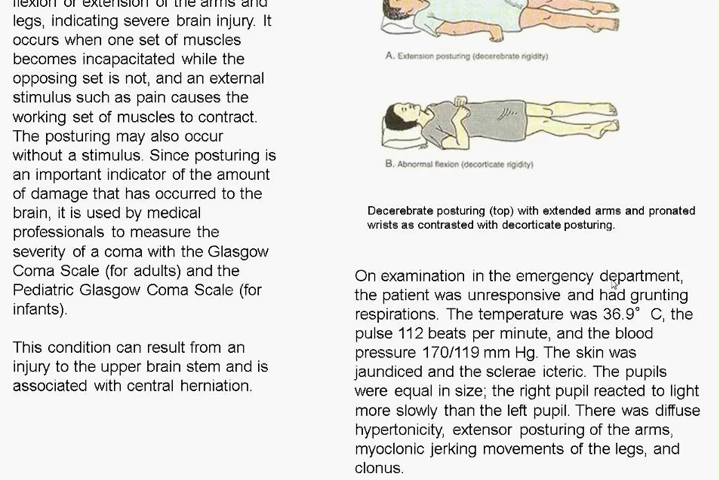 flexion or extension of the arms and
legs, indicating severe brain injury. It
occurs when one set of muscles
becomes incapacitated while the
opposing set is not, and an external
stimulus such as pain causes the
working set of muscles to contract.
The posturing may also occur
without a stimulus. Since posturing is
an important indicator of the amount
of damage that has occurred to the
brain, it is used by medical
professionals to measure the
severity of a coma with the Glasgow
Coma Scale (for adults) and the
Pediatric Glasgow Coma Scale (for
infants).
This condition can result from an
injury to the upper brain stem and is
associated with central herniation.
A. Extension posturing (decerebrate rigidity)
B. Abnormal flexion (decorticate rigidity)
Decerebrate posturing (top) with extended arms and pronated
wrists as contrasted with decorticate posturing.
On examination in the emergency department,
the patient was unresponsive and had grunting
respirations. The temperature was 36.9° C, the
pulse 112 beats per minute, and the blood
pressure 170/119 mm Hg. The skin was
jaundiced and the sclerae icteric. The pupils
were equal in size; the right pupil reacted to light
more slowly than the left pupil. There was diffuse
hypertonicity, extensor posturing of the arms,
myoclonic jerking movements of the legs, and
clonus.